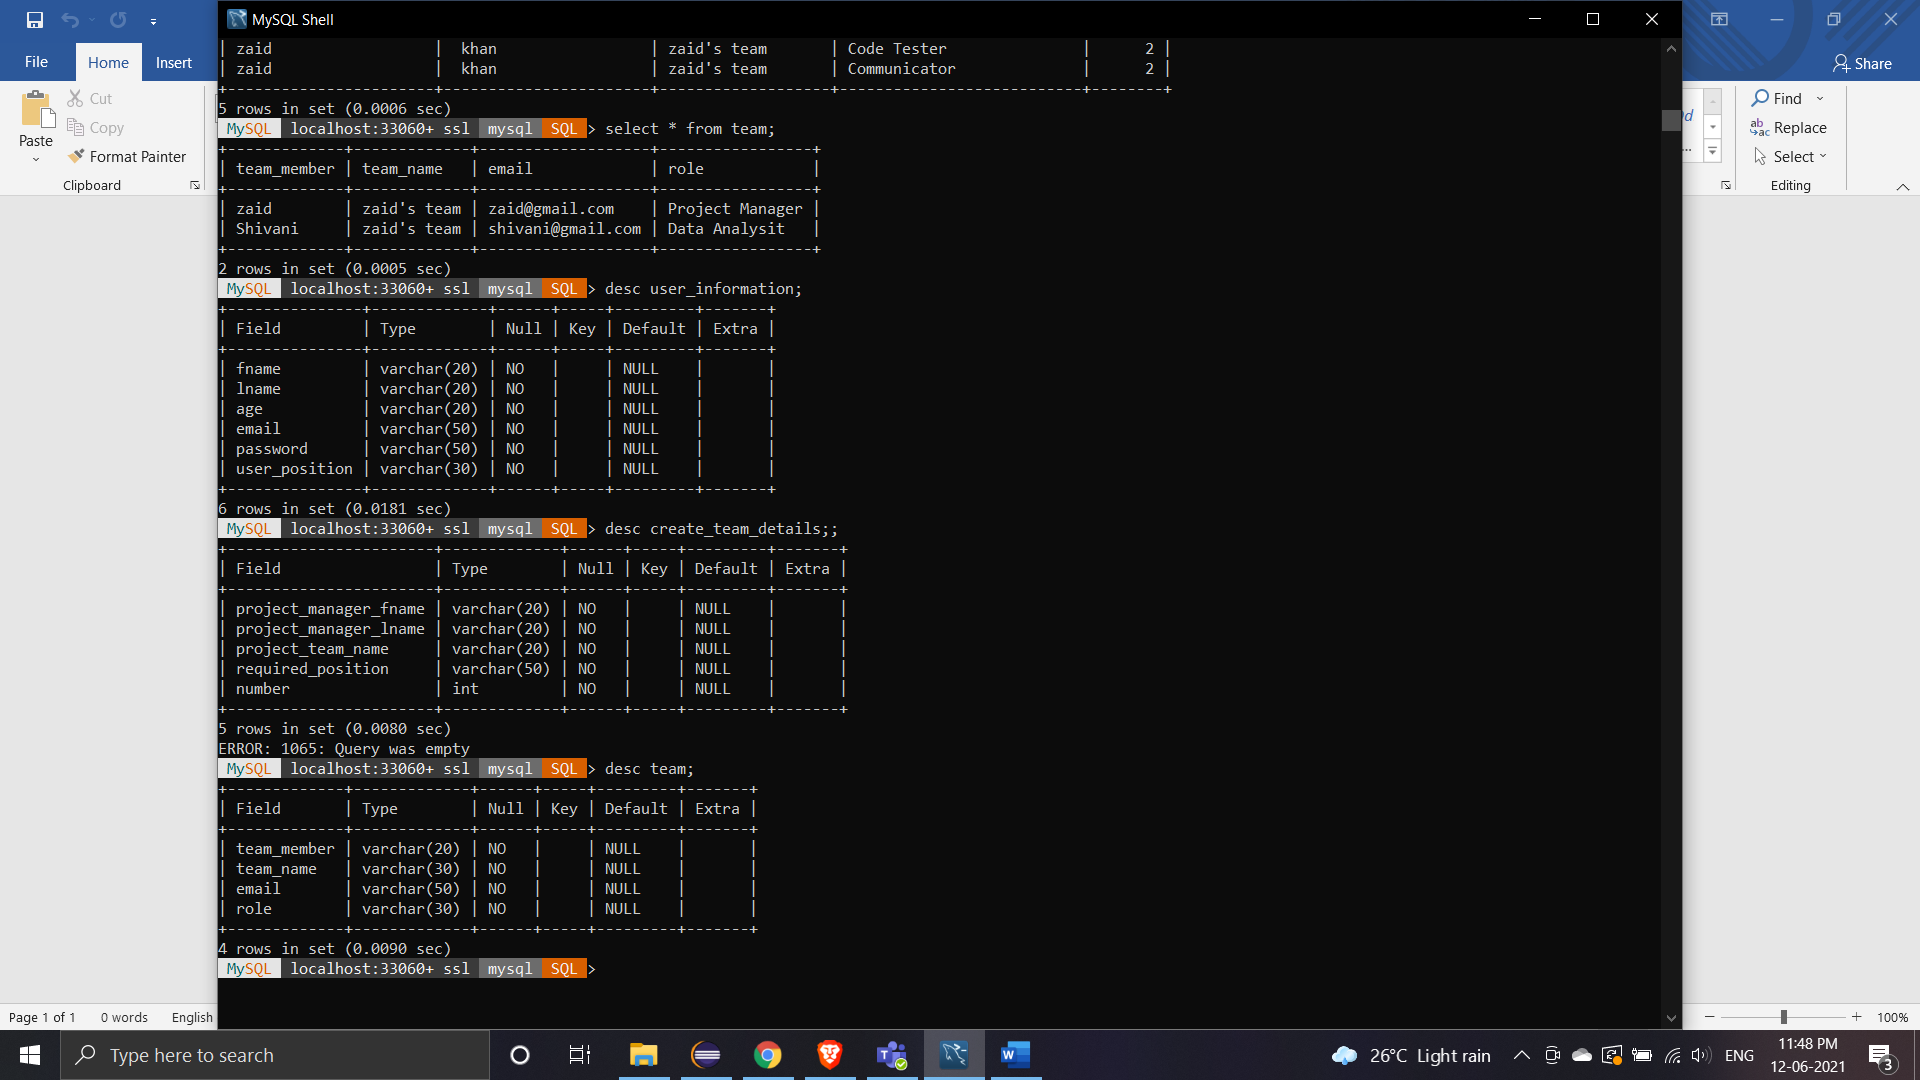 MySQL Shell
File Home Insert
Share
Cut
Copy
Paste
Format Painter
Clipboard
Find
Replace
Select
Editing
| zaid | khan | zaid's team | Code Tester | 2 |
| zaid | khan | zaid's team | Communicator | 2 |
5 rows in set (0.0006 sec)
MySQL localhost:33060+ ssl mysql SQL > select * from team;
| team_member | team_name | email | role |
| zaid | zaid's team | zaid@gmail.com | Project Manager |
| Shivani | zaid's team | shivani@gmail.com | Data Analysit |
2 rows in set (0.0005 sec)
MySQL localhost:33060+ ssl mysql SQL > desc user_information;
| Field | Type | Null | Key | Default | Extra |
| fname | varchar(20) | NO | | NULL | |
| lname | varchar(20) | NO | | NULL | |
| age | varchar(20) | NO | | NULL | |
| email | varchar(50) | NO | | NULL | |
| password | varchar(50) | NO | | NULL | |
| user_position | varchar(30) | NO | | NULL | |
6 rows in set (0.0181 sec)
MySQL localhost:33060+ ssl mysql SQL > desc create_team_details;;
| Field | Type | Null | Key | Default | Extra |
| project_manager_fname | varchar(20) | NO | | NULL | |
| project_manager_lname | varchar(20) | NO | | NULL | |
| project_team_name | varchar(20) | NO | | NULL | |
| required_position | varchar(50) | NO | | NULL | |
| number | int | NO | | NULL | |
5 rows in set (0.0080 sec)
ERROR: 1065: Query was empty
MySQL localhost:33060+ ssl mysql SQL > desc team;
| Field | Type | Null | Key | Default | Extra |
| team_member | varchar(20) | NO | | NULL | |
| team_name | varchar(30) | NO | | NULL | |
| email | varchar(50) | NO | | NULL | |
| role | varchar(30) | NO | | NULL | |
4 rows in set (0.0090 sec)
MySQL localhost:33060+ ssl mysql SQL >
Page 1 of 1 0 words English
100%
Type here to search
26°C Light rain
ENG
11:48 PM
12-06-2021
3